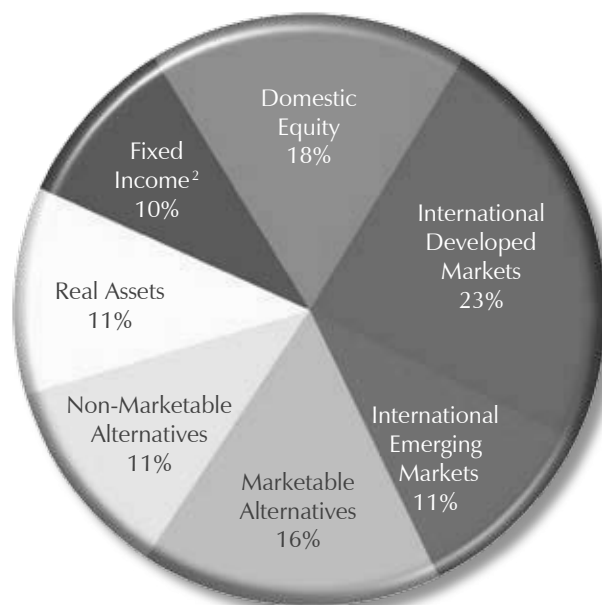 Domestic
Equity
18%
International
Developed
Markets
23%
International
Emerging
Markets
11%
Marketable
Alternatives
16%
Non-Marketable
Alternatives
11%
Real Assets
11%
Fixed
Income²
10%